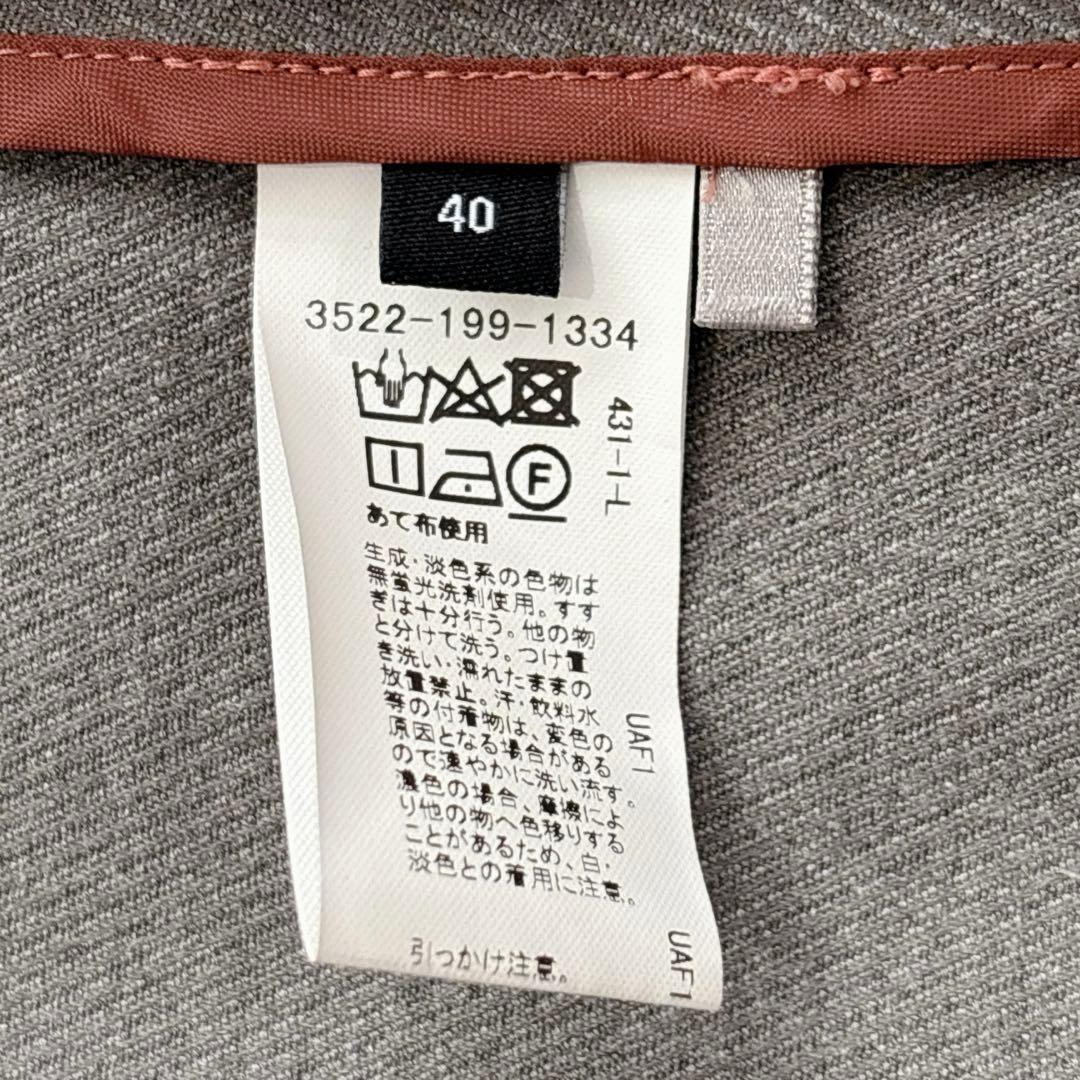 40
3522-199-1334
431-1-L
F
あて布使用
生成・淡色系の色物は
無蛍光洗剤使用。すす
ぎは十分行う。他の物
と分けて洗う。つけ置
き洗い・濡れたままの
放置禁止。汗・飲料水
等の付着物は、変色の
原因となる場合がある
ので速やかに洗い流す。
濃色の場合、摩擦によ
り他の物へ色移りする
ことがあるため、白・
淡色との着用に注意。
UAF1
引っかけ注意。
UAF1